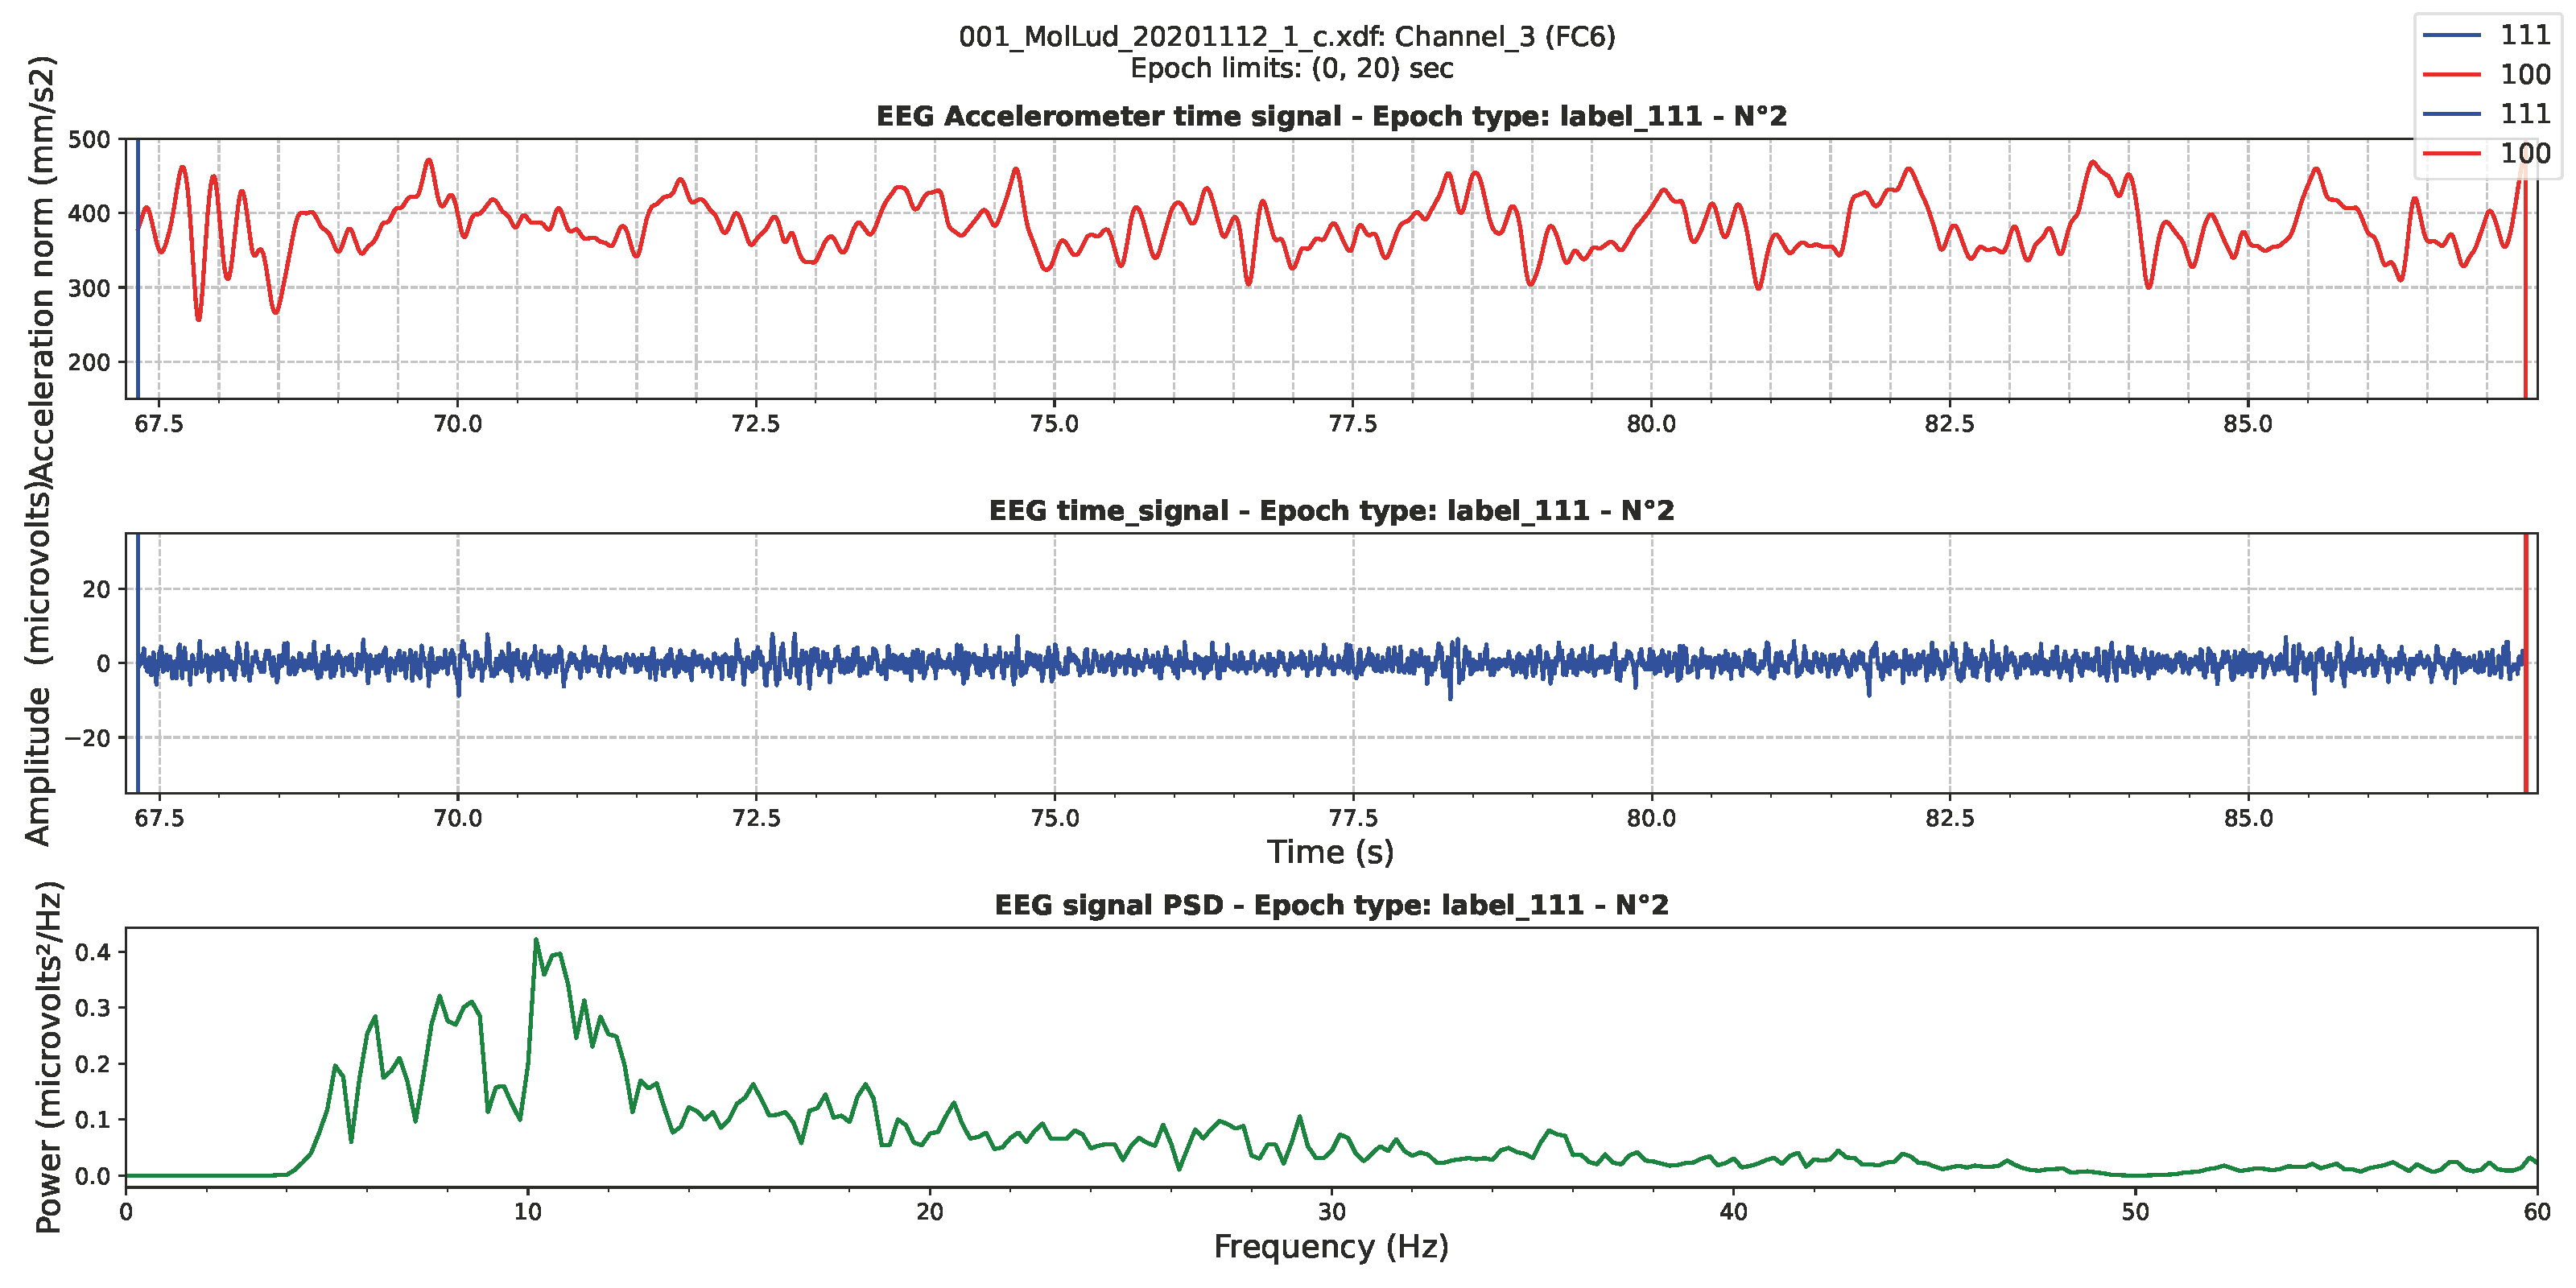 001_MolLud_20201112_1_c.xdf: Channel_3 (FC6)
Epoch limits: (0, 20) sec
111
100
111
100
EEG Accelerometer time signal - Epoch type: label_111 - N°2
Acceleration norm (mm/s2)
500
400
300
200
67.5 70.0 72.5 75.0 77.5 80.0 82.5 85.0
EEG time_signal - Epoch type: label_111 - N°2
Amplitude (microvolts)
20
0
−20
67.5 70.0 72.5 75.0 77.5 80.0 82.5 85.0
Time (s)
EEG signal PSD - Epoch type: label_111 - N°2
Power (microvolts²/Hz)
0.4
0.3
0.2
0.1
0.0
0 10 20 30 40 50 60
Frequency (Hz)